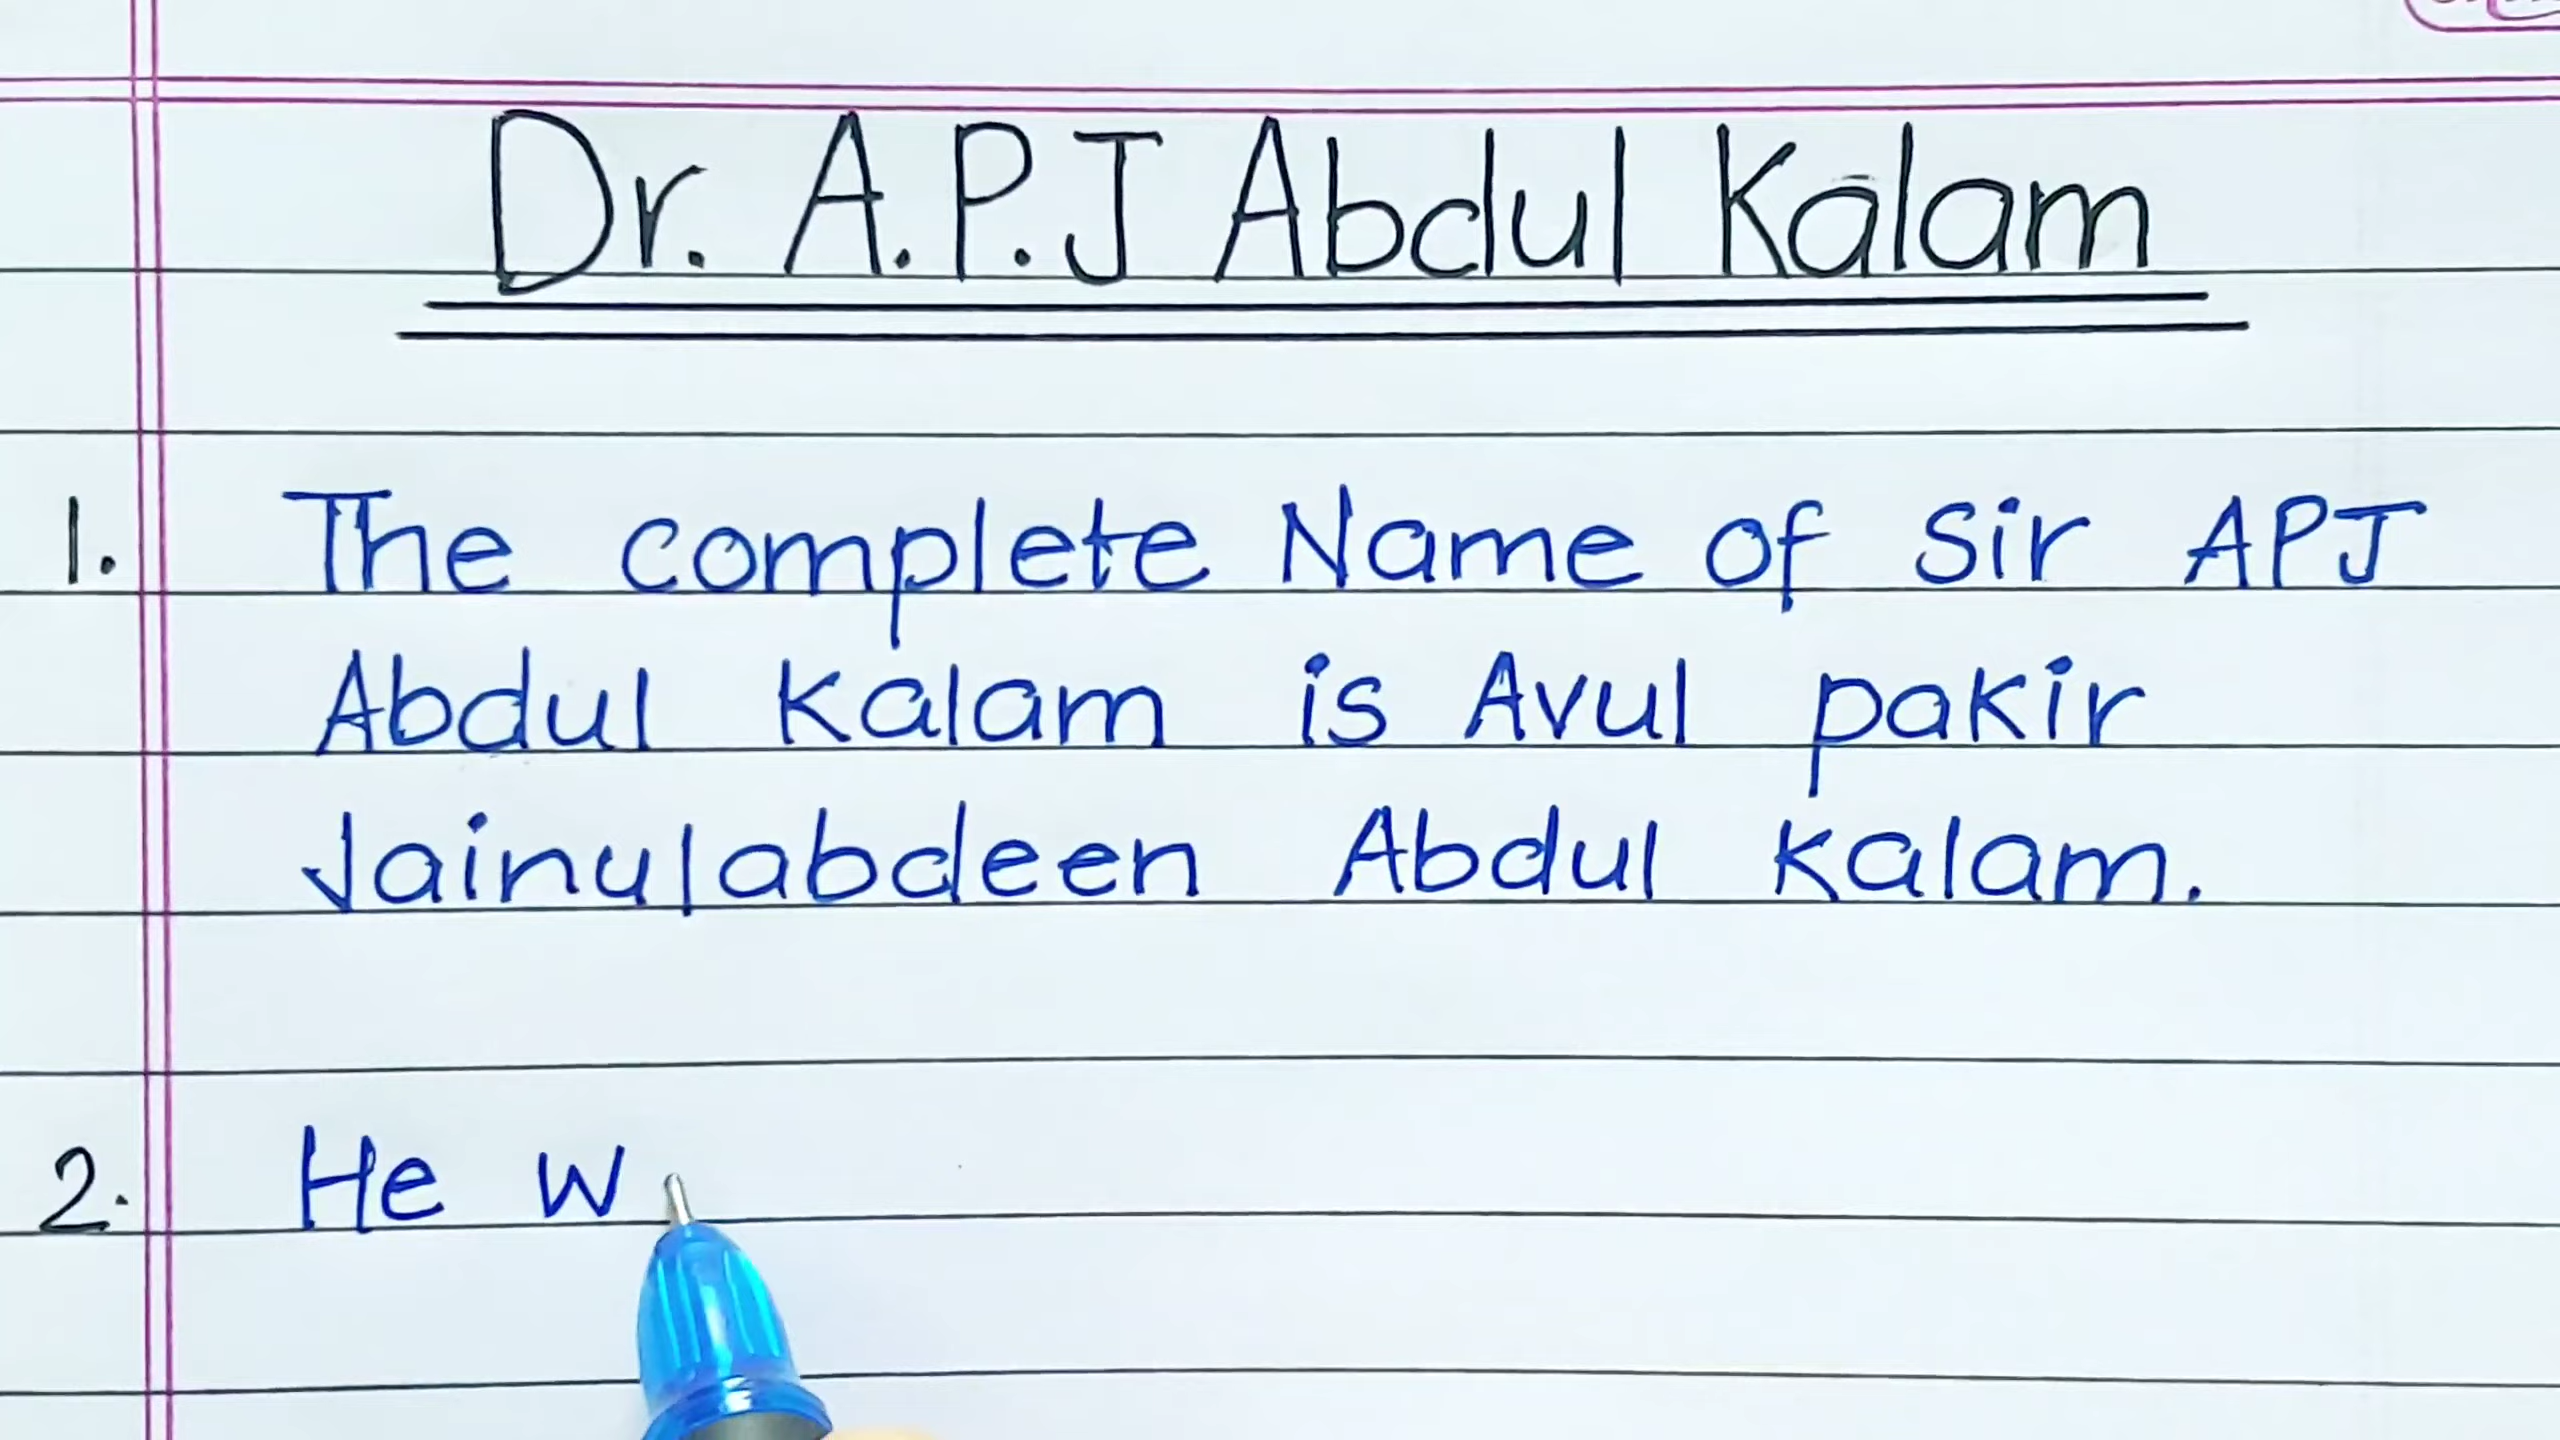 Dr. A.P.J Abdul Kalam
1. The complete Name of Sir APJ
Abdul Kalam is Avul pakir
Jainulabdeen Abdul Kalam.
2. He w